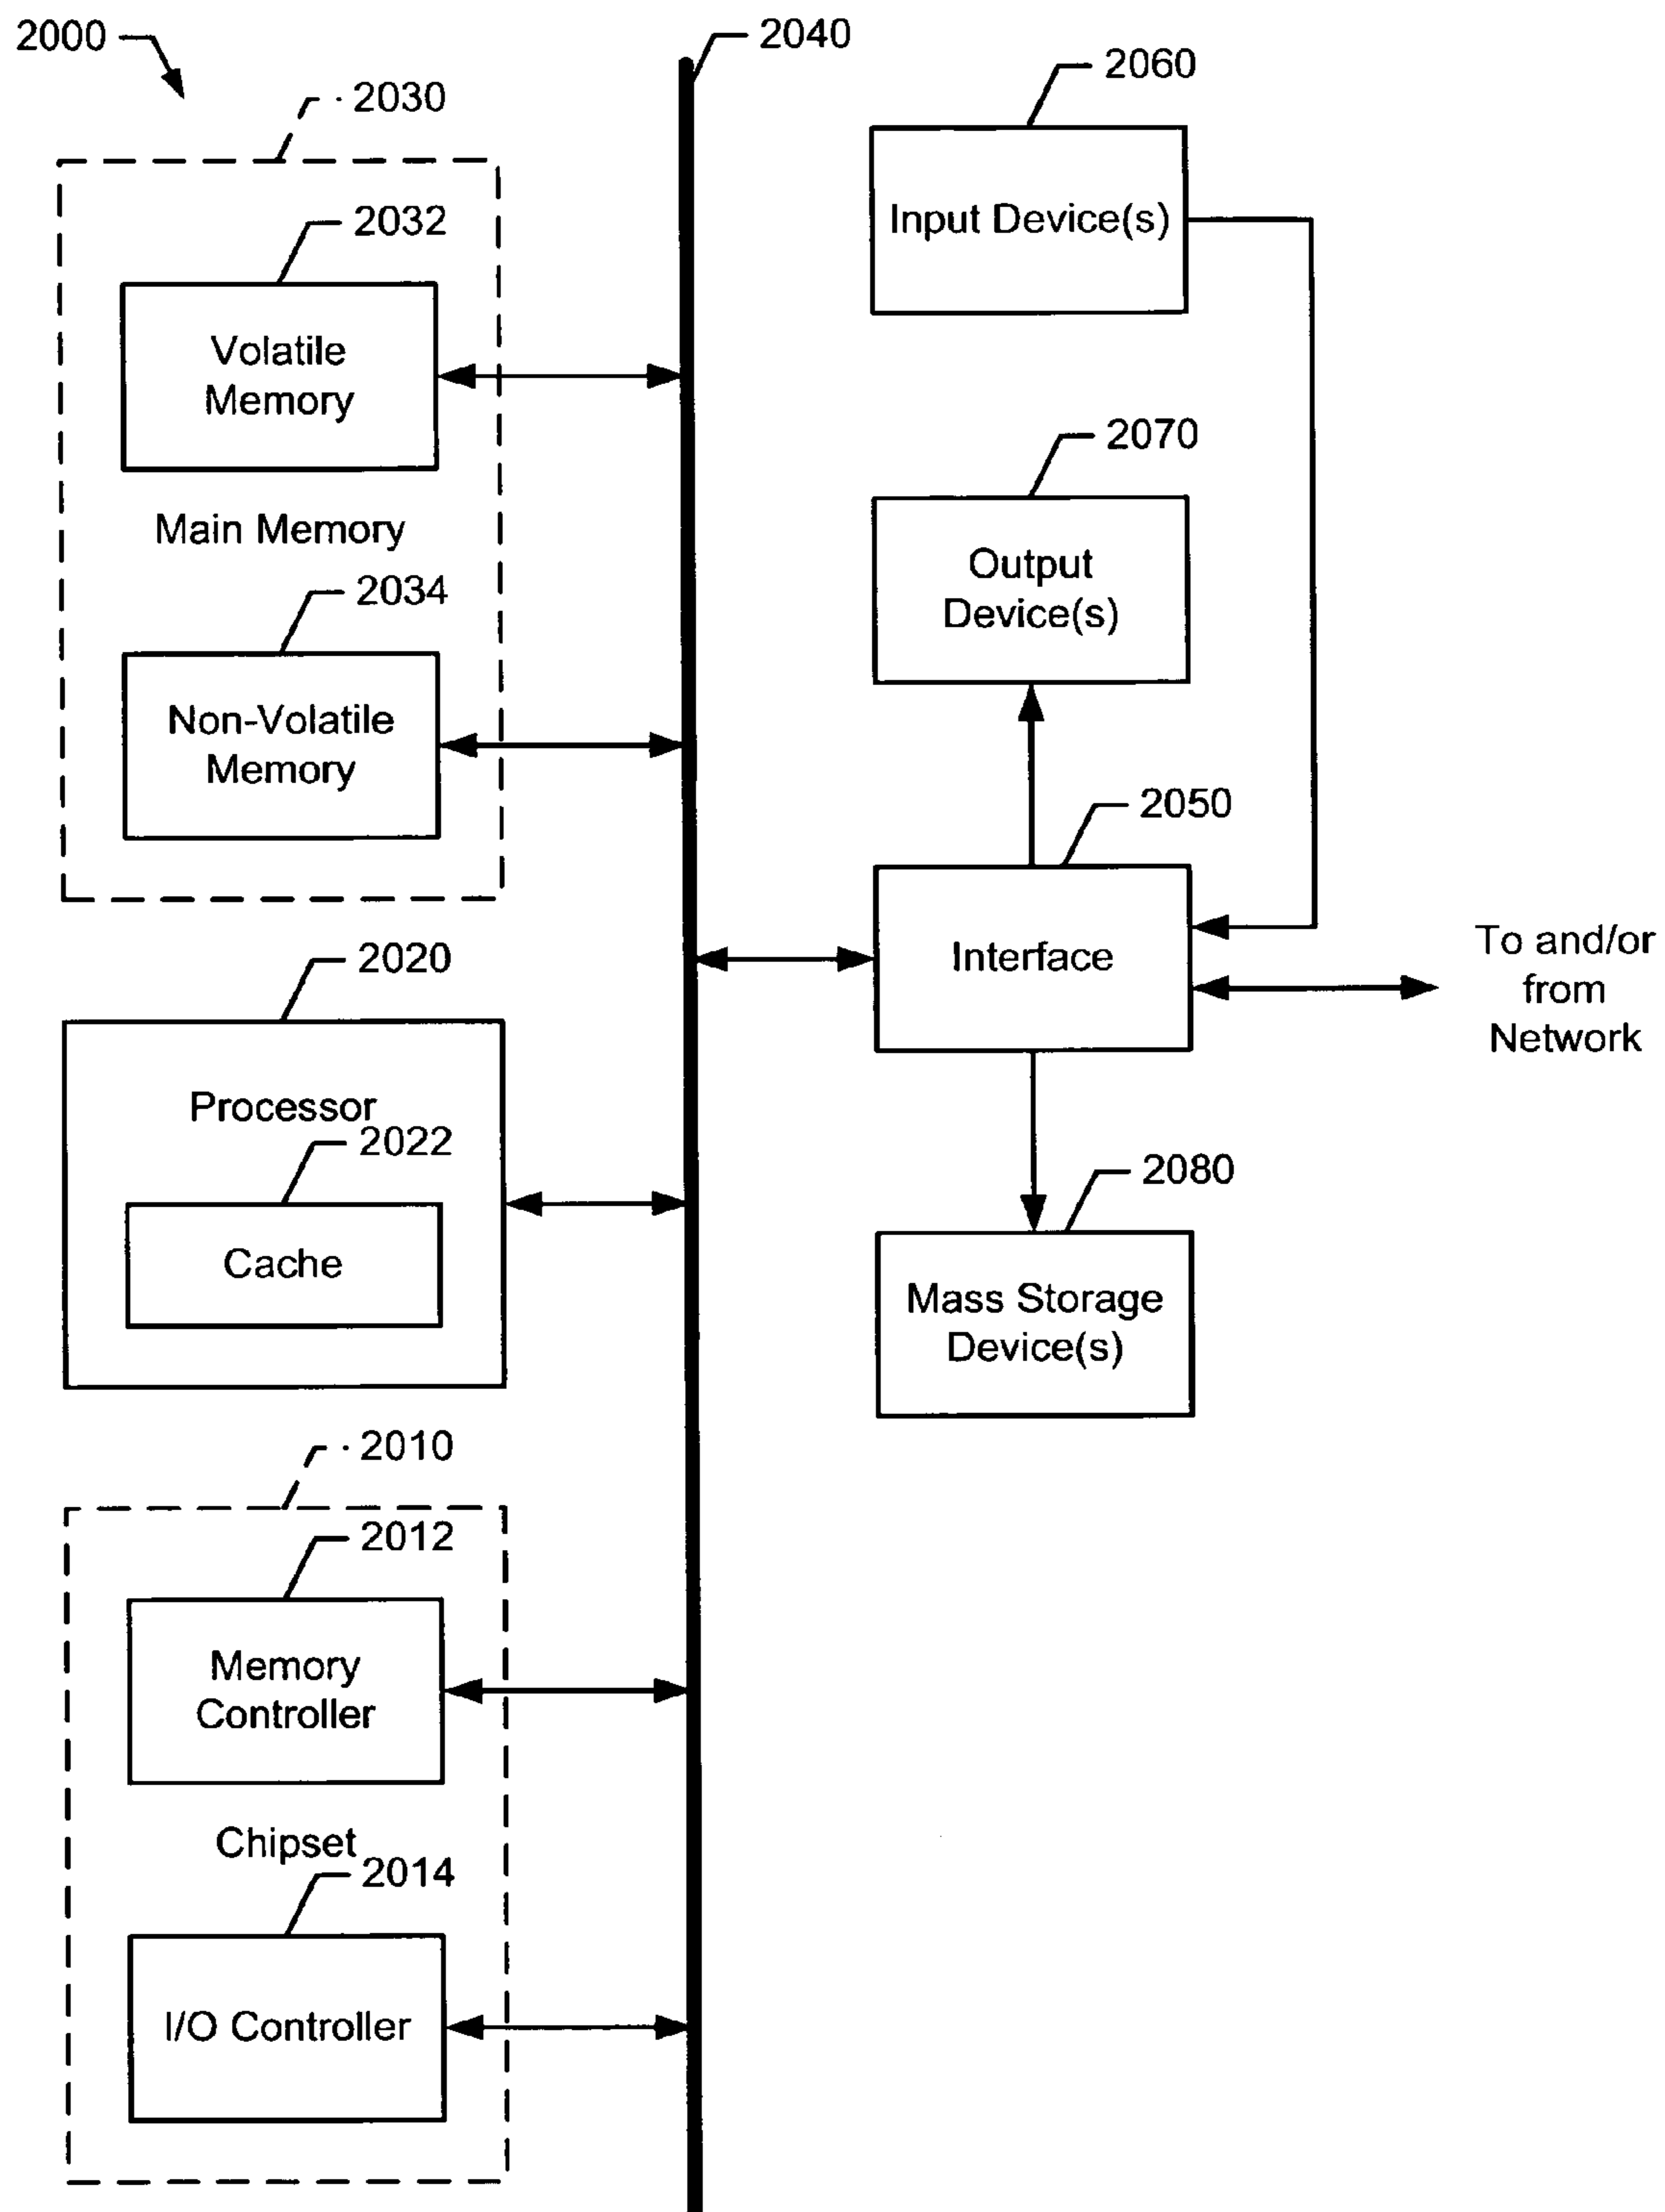 2000
2040
2060
2030
Input Device(s)
2032
Volatile
Memory
2070
Main Memory
Output
Device(s)
2034
Non-Volatile
Memory
2050
Interface
To and/or
from
Network
2020
Processor
2022
Cache
2080
Mass Storage
Device(s)
2010
2012
Memory
Controller
Chipset
2014
I/O Controller